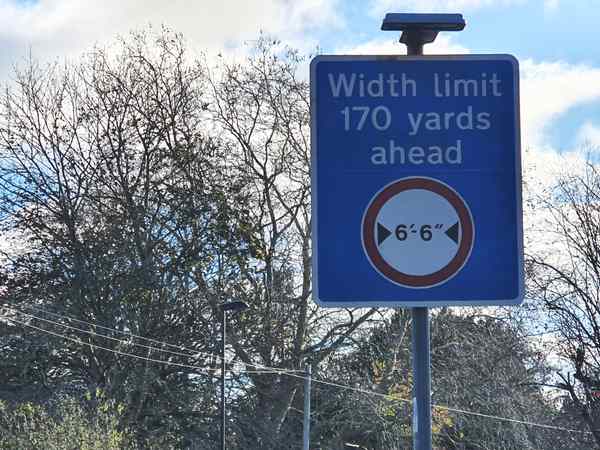 Width limit
170 yards
ahead
6'-6"